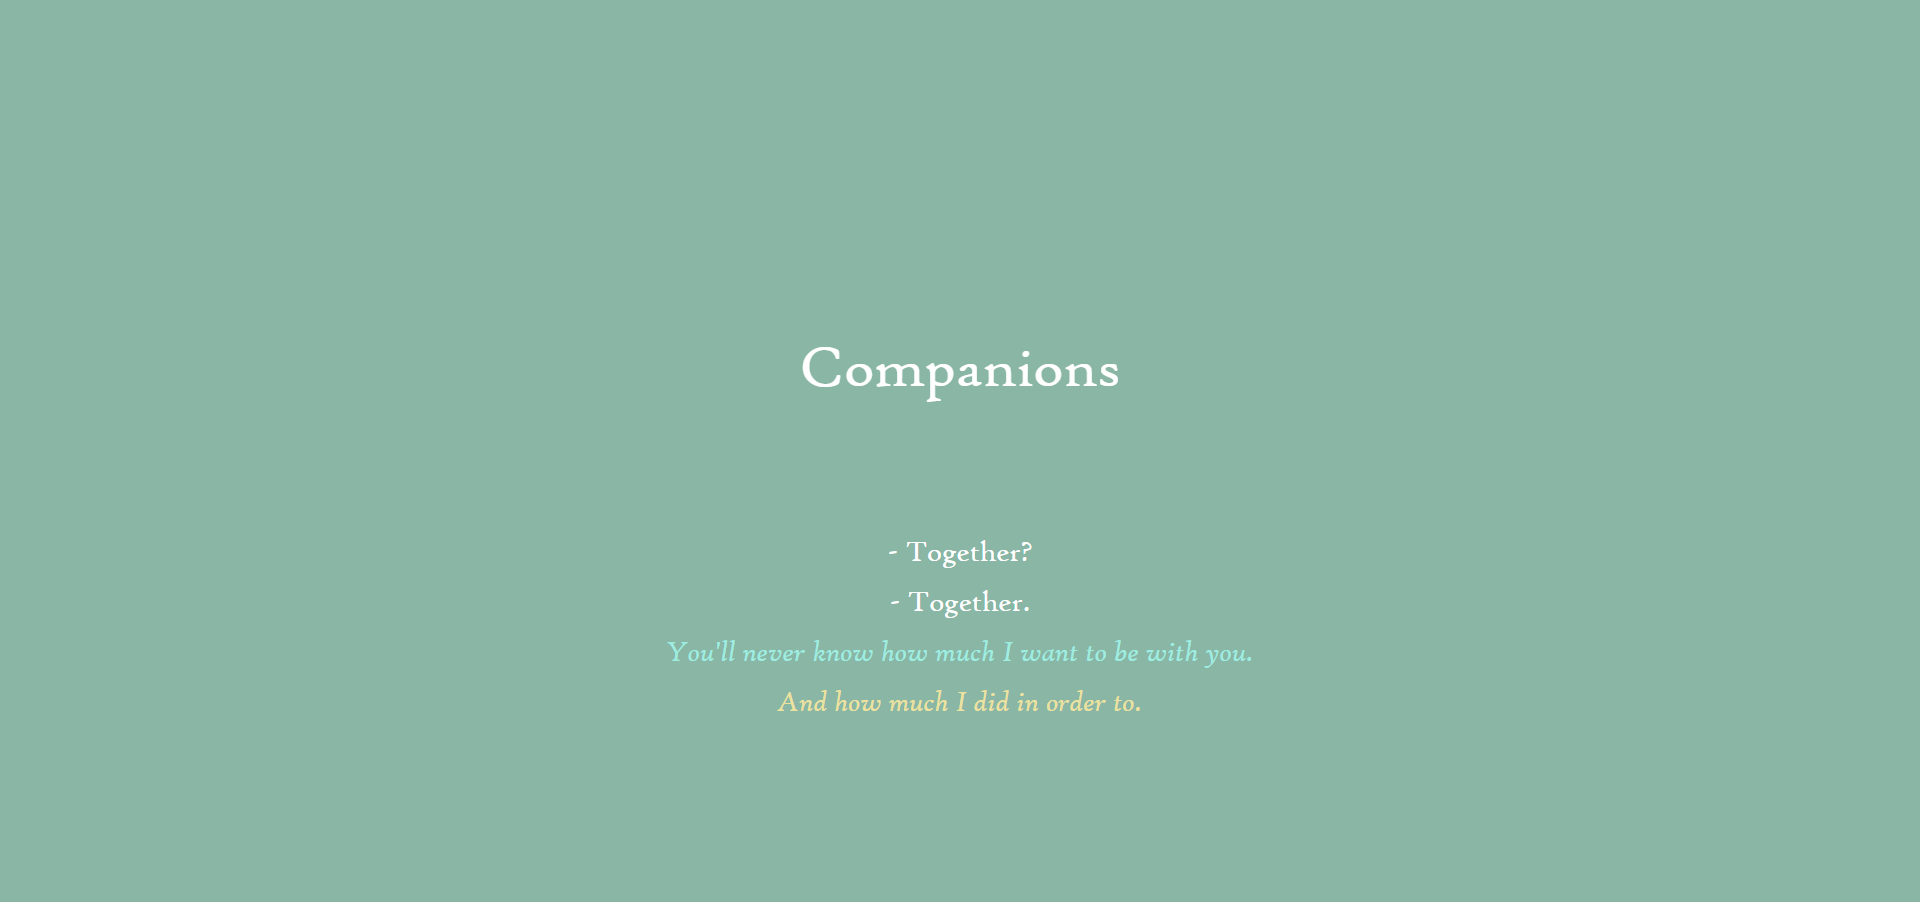 Companions
- Together?
- Together.
You'll never know how much I want to be with you.
And how much I did in order to.